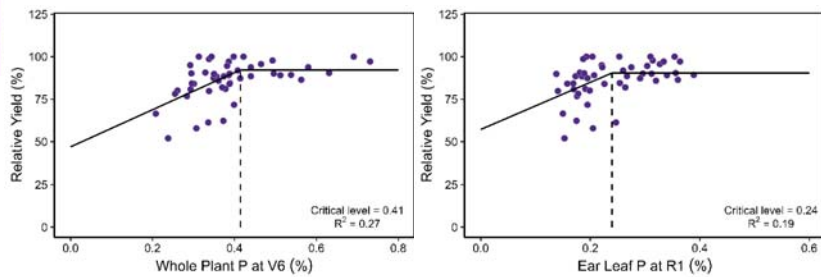 125
100
75
50
25
0
Relative Yield (%)
0.0 0.2 0.4 0.6 0.8
Whole Plant P at V6 (%)
Critical level = 0.41
R² = 0.27
125
100
75
50
25
0
Relative Yield (%)
0.0 0.2 0.4 0.6
Ear Leaf P at R1 (%)
Critical level = 0.24
R² = 0.19